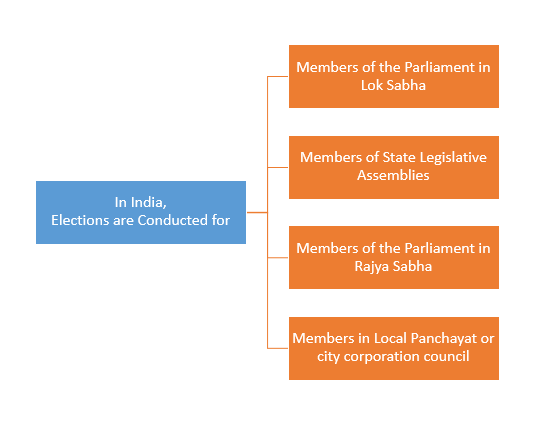 In India,
Elections are Conducted for
Members of the Parliament in
Lok Sabha
Members of State Legislative
Assemblies
Members of the Parliament in
Rajya Sabha
Members in Local Panchayat or
city corporation council